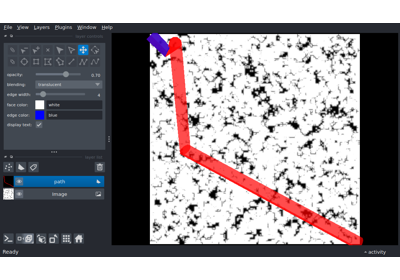 File View Layers Plugins Window Help
opacity: 0.70
blending: translucent
edge width: 4
face color: white
edge color: blue
display text: ✓
path
Image
Ready activity